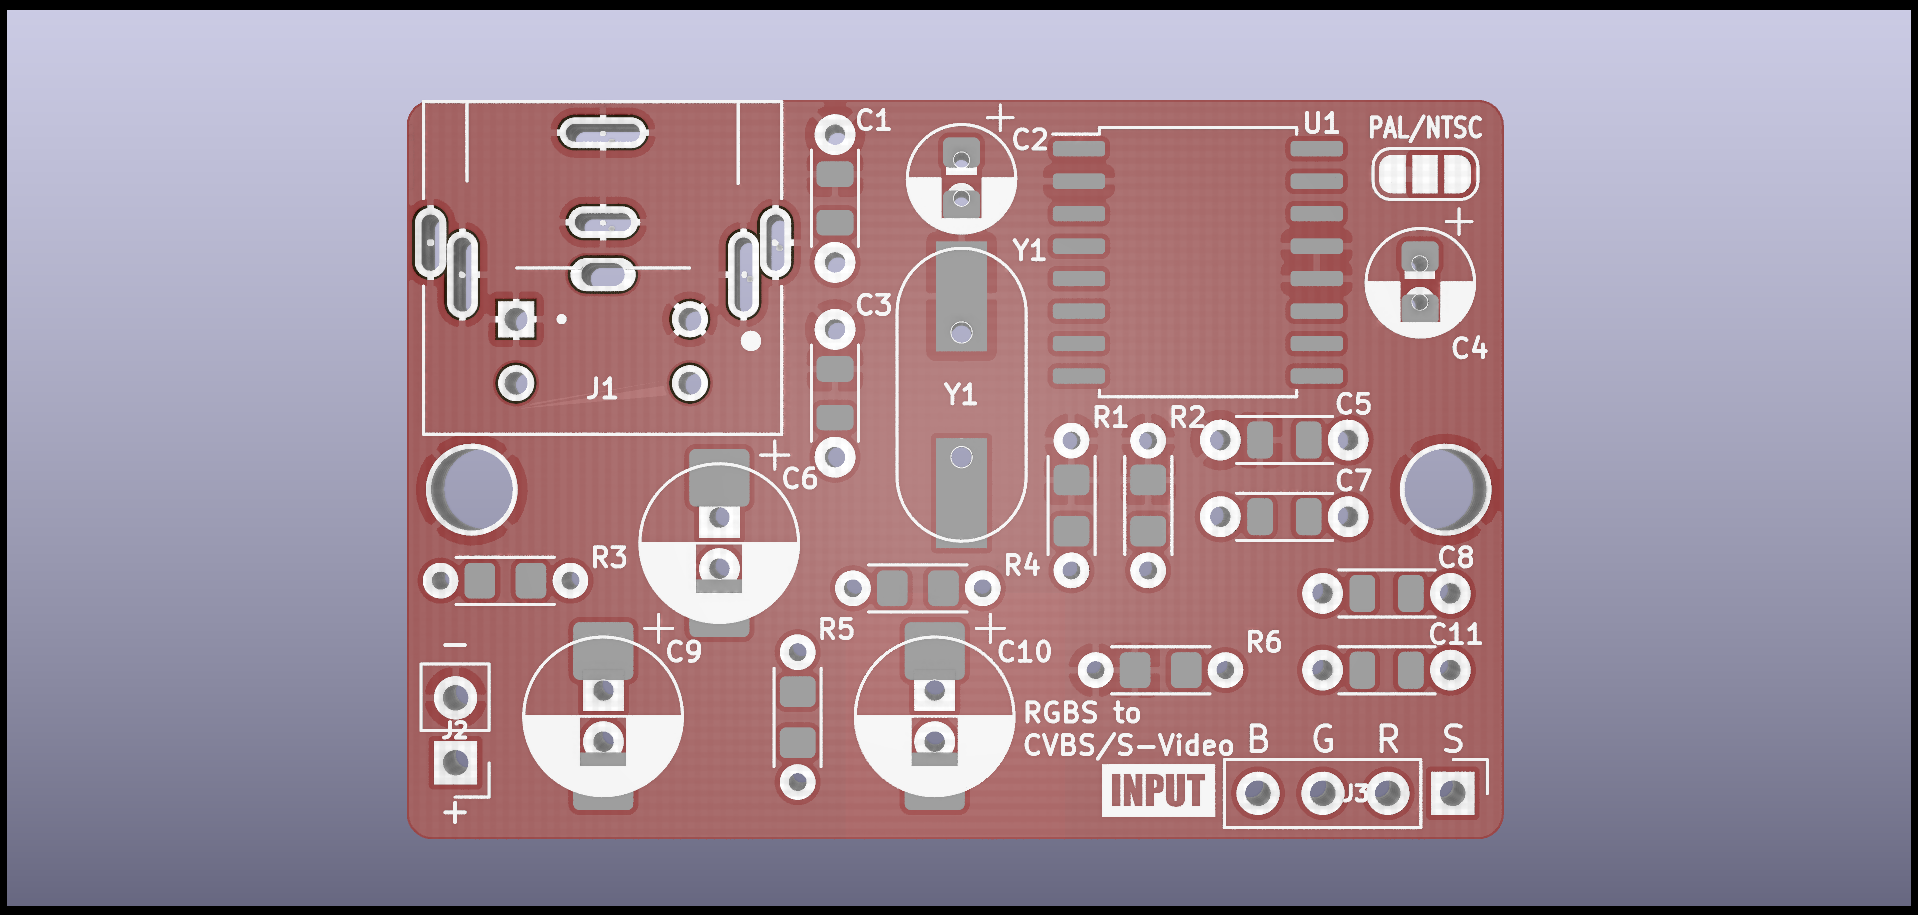 C1
C2
U1
PAL/NTSC
+
+
Y1
C3
C4
J1
Y1
R1
R2
C5
+
C6
C7
R3
R4
C8
+
+
R5
C9
C10
R6
C11
-
J2
+
RGBS to
CVBS/S-Video
B G R S
INPUT
J3